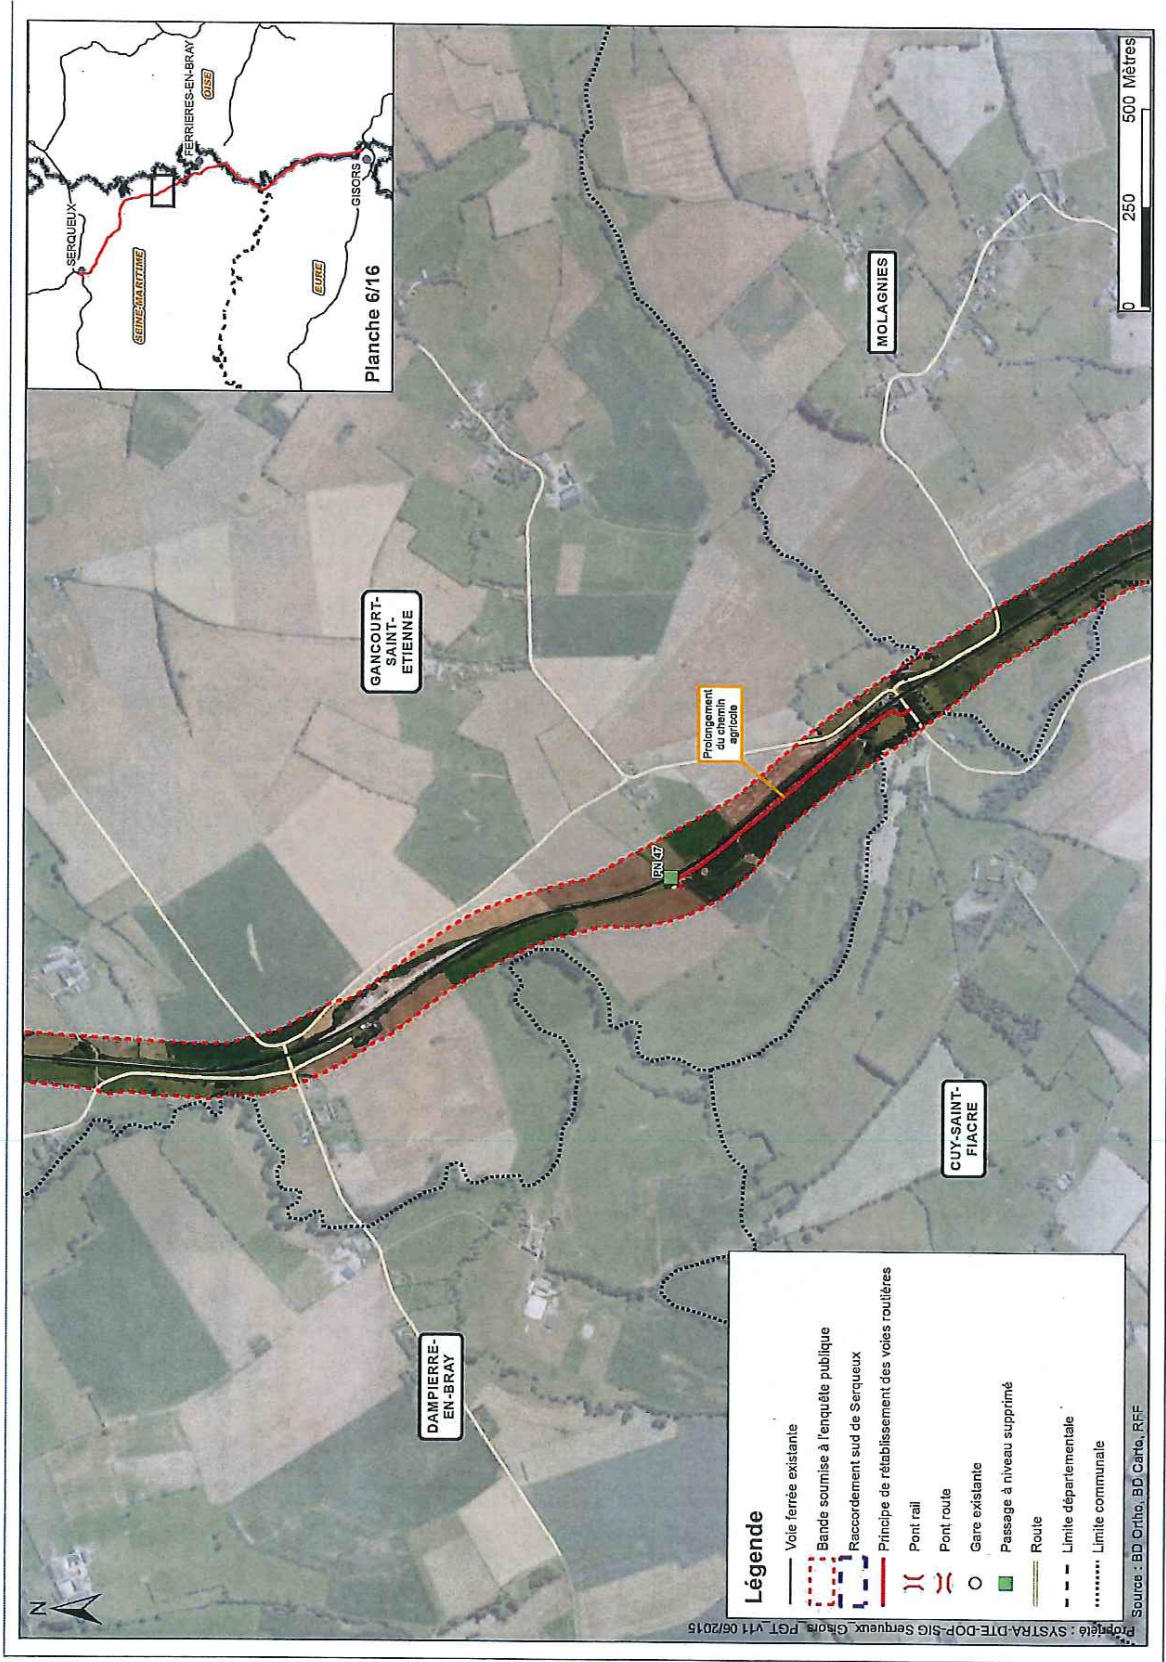 N
DAMPIERRE-
EN-BRAY
GANCOURT-
SAINT-
ETIENNE
CUY-SAINT-
FIACRE
MOLAGNIES
PN 47
Prolongement
du chemin
agricole
SERQUEUX
FERRIERES-EN-BRAY
OISE
SEINE-MARITIME
EURE
GISORS
Planche 6/16
Légende
Voie ferrée existante
Bande soumise à l'enquête publique
Raccordement sud de Serqueux
Principe de rétablissement des voies routières
Pont rail
Pont route
Gare existante
Passage à niveau supprimé
Route
Limite départementale
Limite communale
0 250 500 Mètres
Propriété : SYSTRA-DTE-DOP-SIG Serqueux_Gisors_PGT_v11 06/2015
Source : BD Ortho, BD Carto, RFF